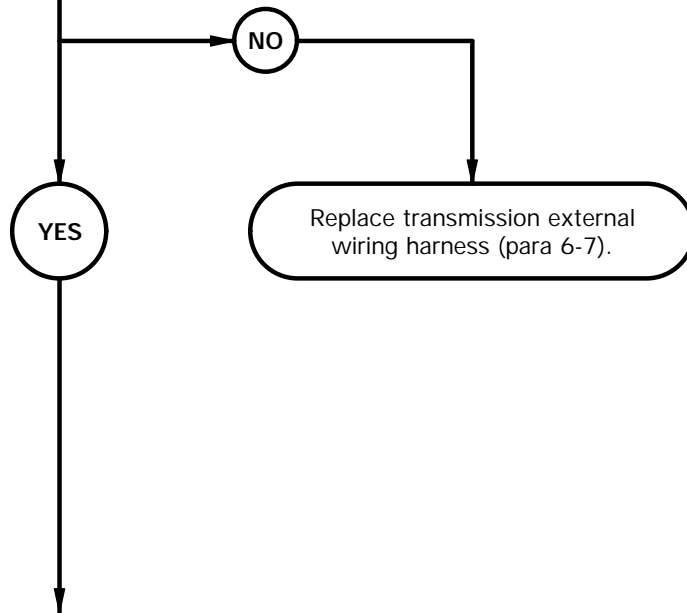 NO
YES
Replace transmission external
wiring harness (para 6-7).